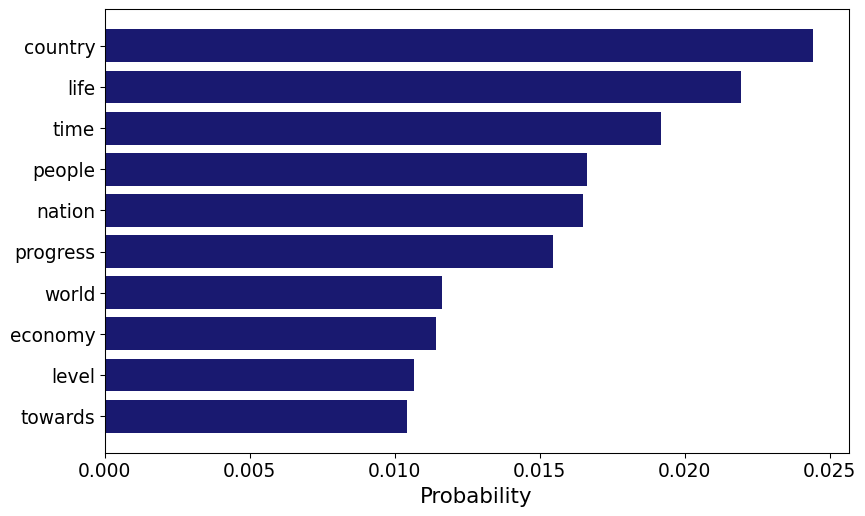 country
life
time
people
nation
progress
world
economy
level
towards
0.000 0.005 0.010 0.015 0.020 0.025
Probability